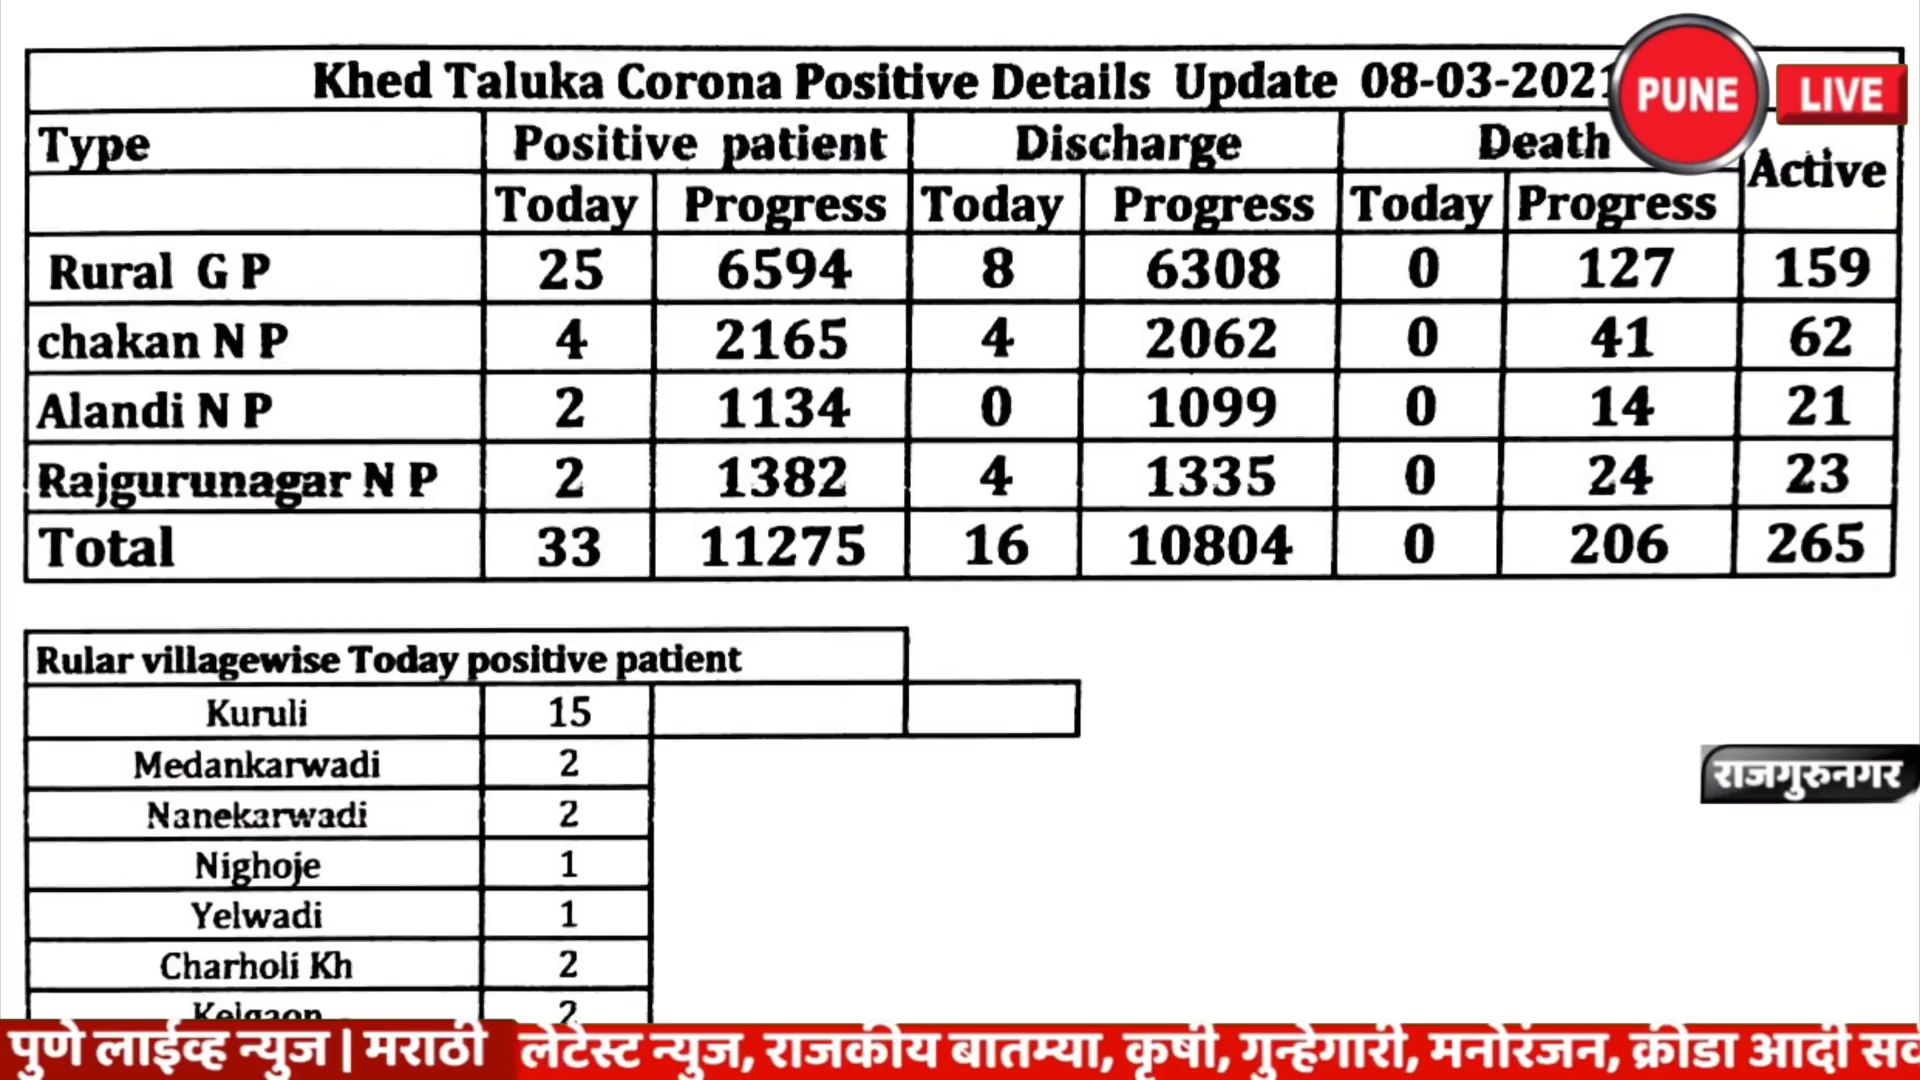 Khed Taluka Corona Positive Details Update 08-03-2021
PUNE LIVE
Type Positive patient Discharge Death Active
Today Progress Today Progress Today Progress
Rural G P 25 6594 8 6308 0 127 159
chakan N P 4 2165 4 2062 0 41 62
Alandi N P 2 1134 0 1099 0 14 21
Rajgurunagar N P 2 1382 4 1335 0 24 23
Total 33 11275 16 10804 0 206 265
Rular villagewise Today positive patient
Kuruli 15
Medankarwadi 2
Nanekarwadi 2
राजगुरुनगर
Nighoje 1
Yelwadi 1
Charholi Kh 2
Kelgaon 2
पुणे लाईव्ह न्युज | मराठी लेटेस्ट न्युज, राजकीय बातम्या, कृषी, गुन्हेगारी, मनोरंजन, क्रीडा आदी